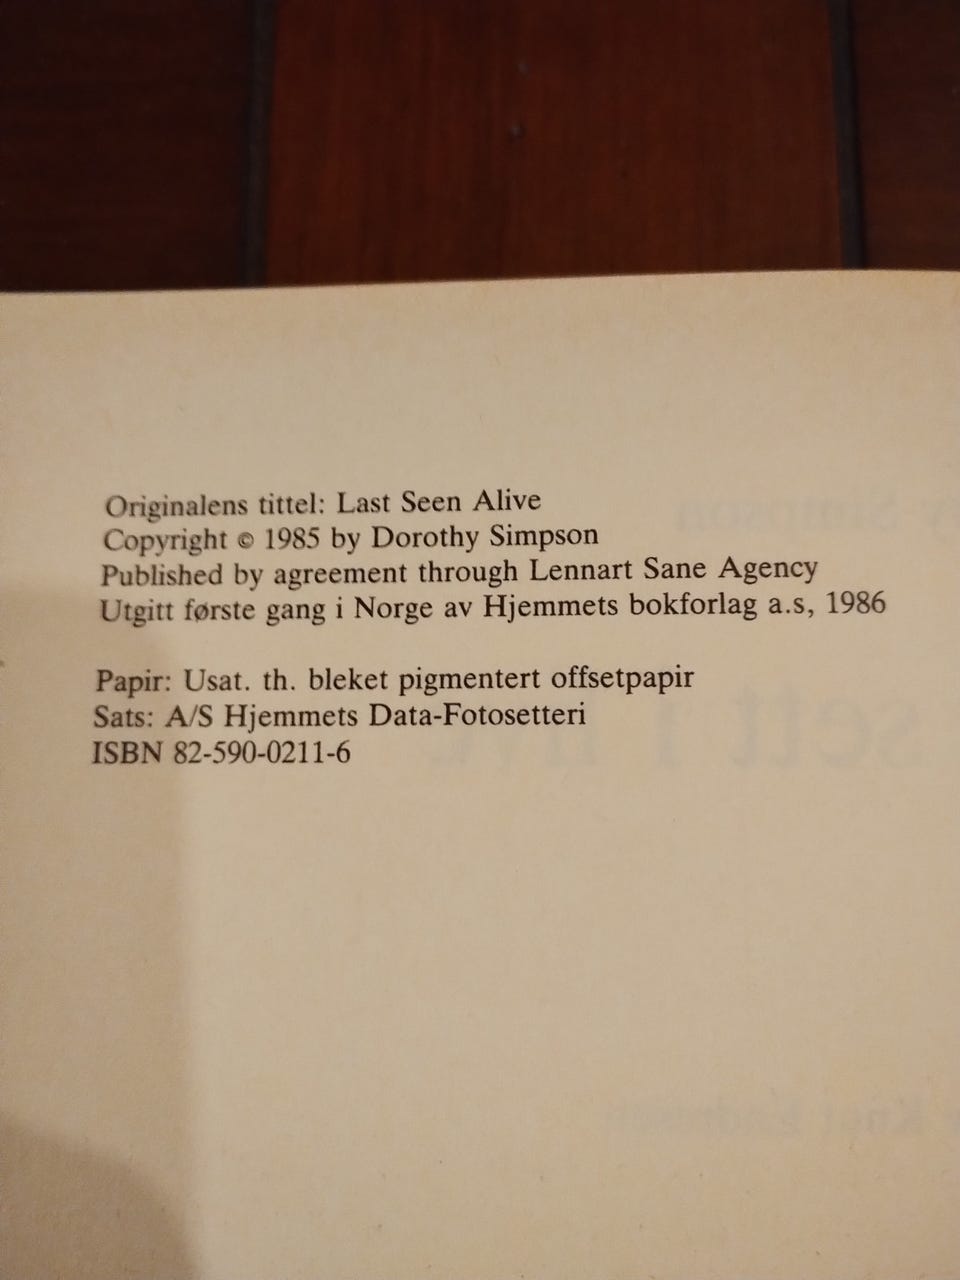 Originalens tittel: Last Seen Alive
Copyright © 1985 by Dorothy Simpson
Published by agreement through Lennart Sane Agency
Utgitt første gang i Norge av Hjemmets bokforlag a.s, 1986
Papir: Usat. th. bleket pigmentert offsetpapir
Sats: A/S Hjemmets Data-Fotosetteri
ISBN 82-590-0211-6